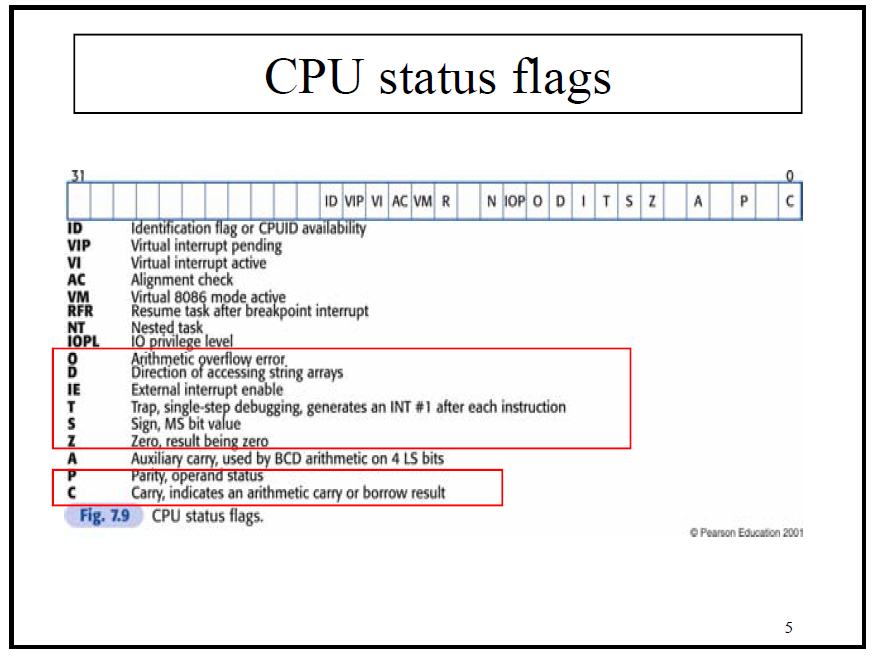 CPU status flags
31 0
ID VIP VI AC VM R N IOP O D I T S Z A P C
ID Identification flag or CPUID availability
VIP Virtual interrupt pending
VI Virtual interrupt active
AC Alignment check
VM Virtual 8086 mode active
RFR Resume task after breakpoint interrupt
NT Nested task
IOPL IO privilege level
O Arithmetic overflow error
D Direction of accessing string arrays
IE External interrupt enable
T Trap, single-step debugging, generates an INT #1 after each instruction
S Sign, MS bit value
Z Zero, result being zero
A Auxiliary carry, used by BCD arithmetic on 4 LS bits
P Parity, operand status
C Carry, indicates an arithmetic carry or borrow result
Fig. 7.9 CPU status flags.
© Pearson Education 2001
5